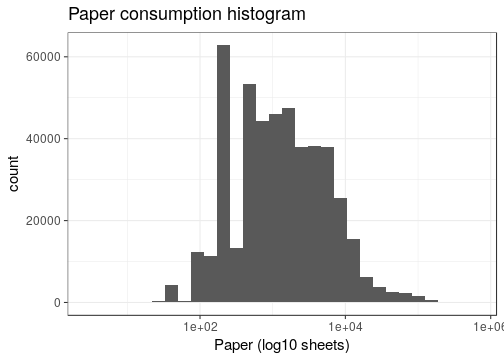 Paper consumption histogram
60000
40000
20000
0
count
1e+02
1e+04
1e+06
Paper (log10 sheets)